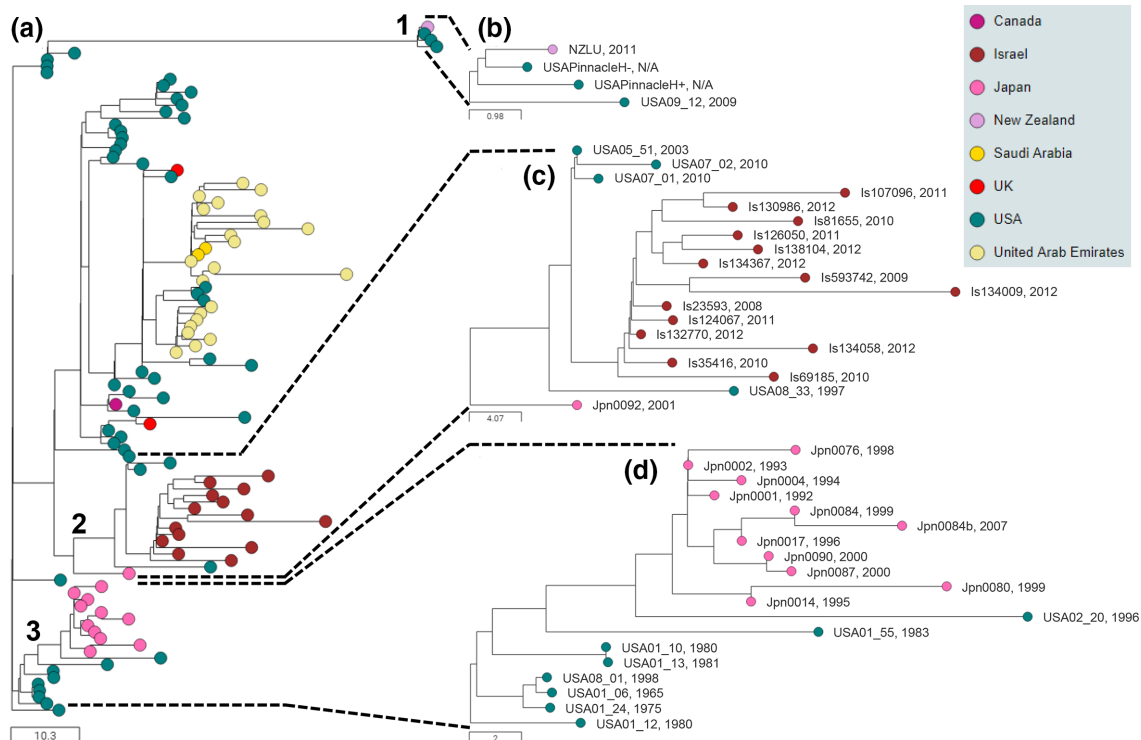 (a)
1
2
3
10.3
(b)
NZLU, 2011
USAPinnacleH-, N/A
USAPinnacleH+, N/A
USA09_12, 2009
0.98
(c)
USA05_51, 2003
USA07_02, 2010
USA07_01, 2010
Is107096, 2011
Is130986, 2012
Is81655, 2010
Is126050, 2011
Is138104, 2012
Is134367, 2012
Is593742, 2009
Is134009, 2012
Is23593, 2008
Is124067, 2011
Is132770, 2012
Is134058, 2012
Is35416, 2010
Is69185, 2010
USA08_33, 1997
Jpn0092, 2001
4.07
(d)
Jpn0076, 1998
Jpn0002, 1993
Jpn0004, 1994
Jpn0001, 1992
Jpn0084, 1999
Jpn0084b, 2007
Jpn0017, 1996
Jpn0090, 2000
Jpn0087, 2000
Jpn0080, 1999
Jpn0014, 1995
USA02_20, 1996
USA01_55, 1983
USA01_10, 1980
USA01_13, 1981
USA08_01, 1998
USA01_06, 1965
USA01_24, 1975
USA01_12, 1980
Canada
Israel
Japan
New Zealand
Saudi Arabia
UK
USA
United Arab Emirates